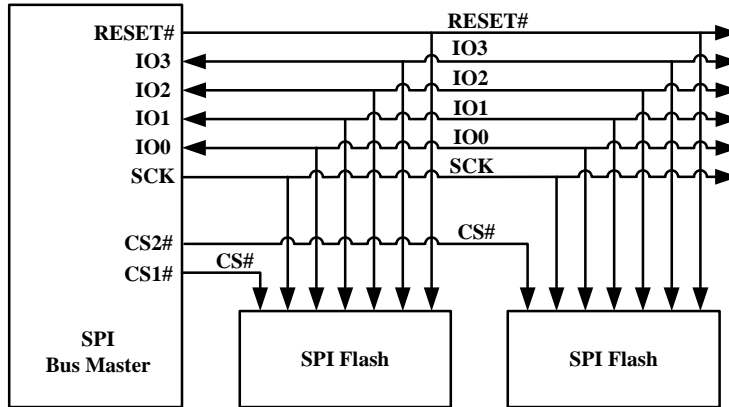 RESET# RESET#
IO3 IO3
IO2 IO2
IO1 IO1
IO0 IO0
SCK SCK
CS2# CS#
CS1# CS#
SPI
Bus Master
SPI Flash SPI Flash